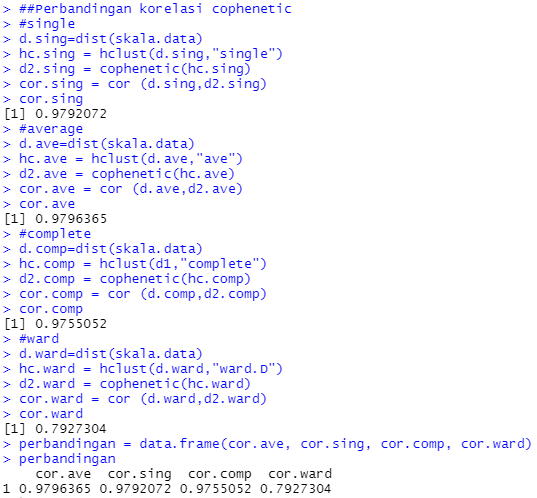 > ##Perbandingan korelasi cophenetic
> #single
> d.sing=dist(skala.data)
> hc.sing = hclust(d.sing,"single")
> d2.sing = cophenetic(hc.sing)
> cor.sing = cor (d.sing,d2.sing)
> cor.sing
[1] 0.9792072
> #average
> d.ave=dist(skala.data)
> hc.ave = hclust(d.ave,"ave")
> d2.ave = cophenetic(hc.ave)
> cor.ave = cor (d.ave,d2.ave)
> cor.ave
[1] 0.9796365
> #complete
> d.comp=dist(skala.data)
> hc.comp = hclust(d1,"complete")
> d2.comp = cophenetic(hc.comp)
> cor.comp = cor (d.comp,d2.comp)
> cor.comp
[1] 0.9755052
> #ward
> d.ward=dist(skala.data)
> hc.ward = hclust(d.ward,"ward.D")
> d2.ward = cophenetic(hc.ward)
> cor.ward = cor (d.ward,d2.ward)
> cor.ward
[1] 0.7927304
> perbandingan = data.frame(cor.ave, cor.sing, cor.comp, cor.ward)
> perbandingan
cor.ave cor.sing cor.comp cor.ward
1 0.9796365 0.9792072 0.9755052 0.7927304